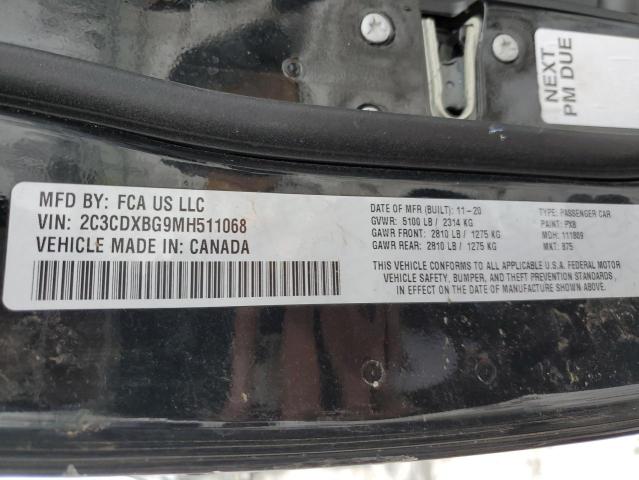 NEXT
PM DUE
MFD BY: FCA US LLC
VIN: 2C3CDXBG9MH511068
VEHICLE MADE IN: CANADA
DATE OF MFR (BUILT): 11-20
GVWR: 5100 LB / 2314 KG
GAWR FRONT: 2810 LB / 1275 KG
GAWR REAR: 2810 LB / 1275 KG
TYPE: PASSENGER CAR
PAINT: PX8
MDH: 111809
MKT: 875
THIS VEHICLE CONFORMS TO ALL APPLICABLE U.S.A. FEDERAL MOTOR
VEHICLE SAFETY, BUMPER, AND THEFT PREVENTION STANDARDS
IN EFFECT ON THE DATE OF MANUFACTURE SHOWN ABOVE.